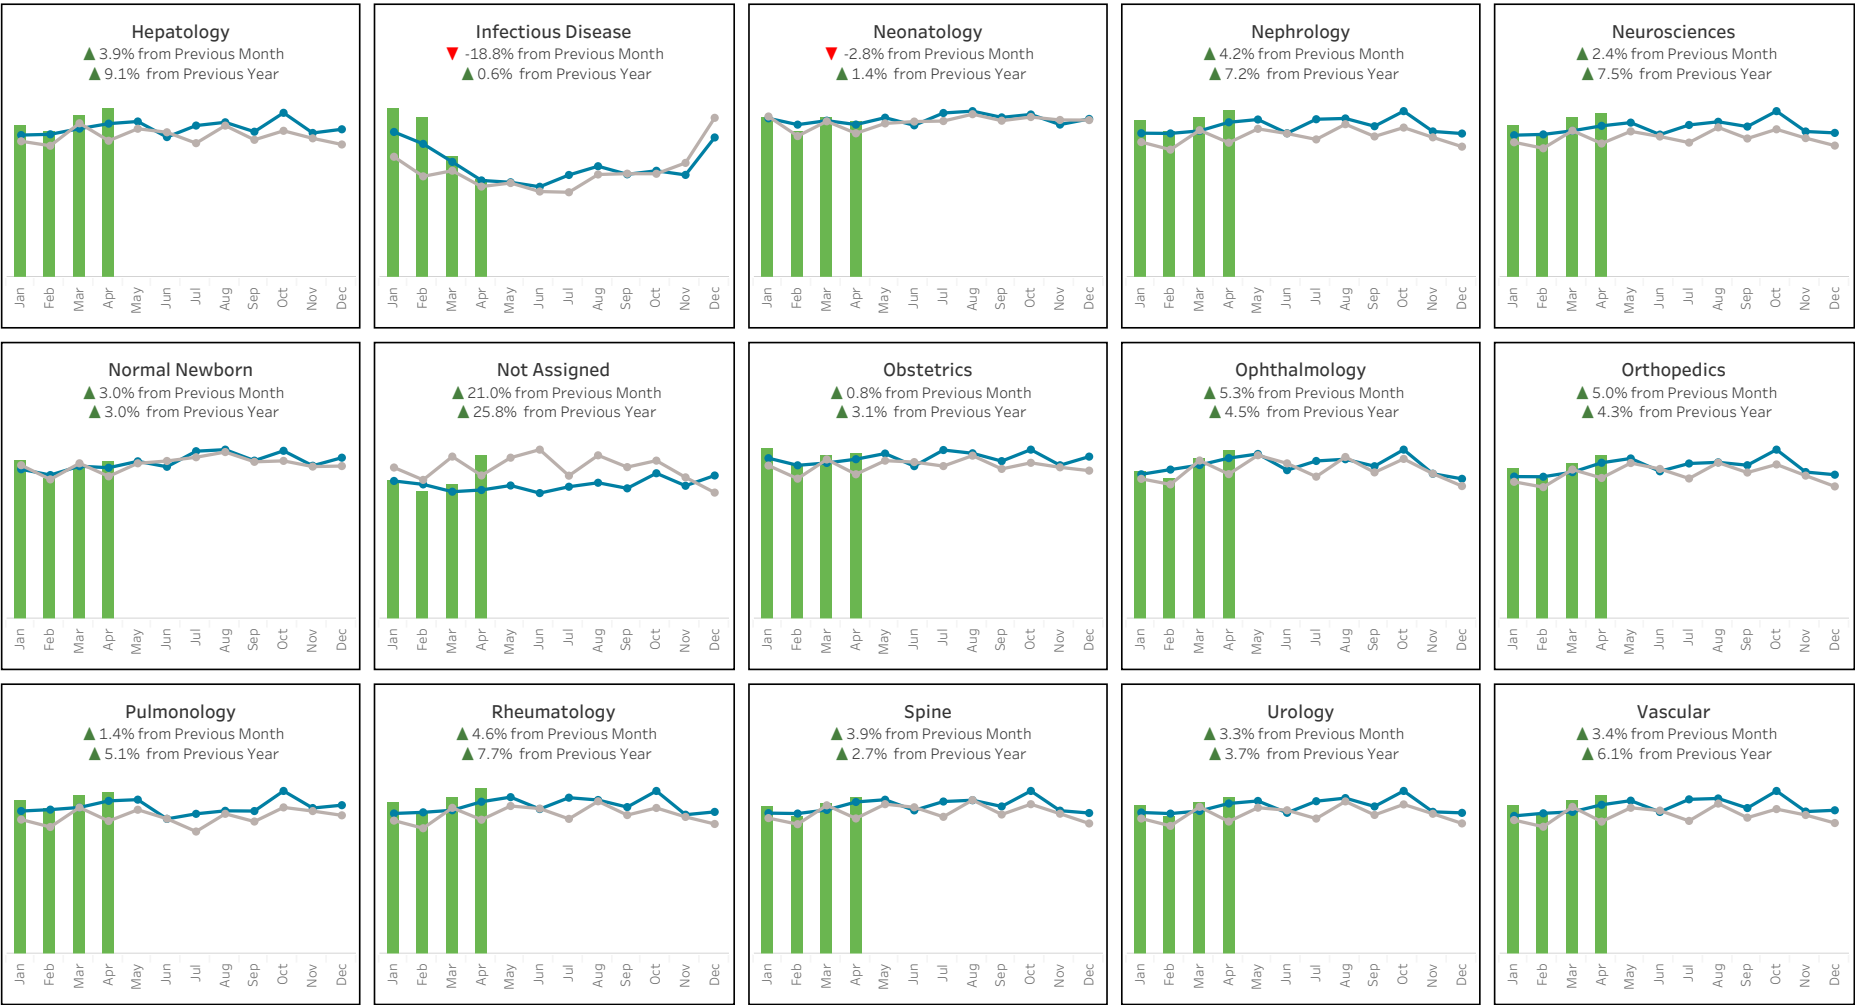 Hepatology
▲ 3.9% from Previous Month
▲ 9.1% from Previous Year
Jan Feb Mar Apr May Jun Jul Aug Sep Oct Nov Dec
Infectious Disease
▼ -18.8% from Previous Month
▲ 0.6% from Previous Year
Jan Feb Mar Apr May Jun Jul Aug Sep Oct Nov Dec
Neonatology
▼ -2.8% from Previous Month
▲ 1.4% from Previous Year
Jan Feb Mar Apr May Jun Jul Aug Sep Oct Nov Dec
Nephrology
▲ 4.2% from Previous Month
▲ 7.2% from Previous Year
Jan Feb Mar Apr May Jun Jul Aug Sep Oct Nov Dec
Neurosciences
▲ 2.4% from Previous Month
▲ 7.5% from Previous Year
Jan Feb Mar Apr May Jun Jul Aug Sep Oct Nov Dec
Normal Newborn
▲ 3.0% from Previous Month
▲ 3.0% from Previous Year
Jan Feb Mar Apr May Jun Jul Aug Sep Oct Nov Dec
Not Assigned
▲ 21.0% from Previous Month
▲ 25.8% from Previous Year
Jan Feb Mar Apr May Jun Jul Aug Sep Oct Nov Dec
Obstetrics
▲ 0.8% from Previous Month
▲ 3.1% from Previous Year
Jan Feb Mar Apr May Jun Jul Aug Sep Oct Nov Dec
Ophthalmology
▲ 5.3% from Previous Month
▲ 4.5% from Previous Year
Jan Feb Mar Apr May Jun Jul Aug Sep Oct Nov Dec
Orthopedics
▲ 5.0% from Previous Month
▲ 4.3% from Previous Year
Jan Feb Mar Apr May Jun Jul Aug Sep Oct Nov Dec
Pulmonology
▲ 1.4% from Previous Month
▲ 5.1% from Previous Year
Jan Feb Mar Apr May Jun Jul Aug Sep Oct Nov Dec
Rheumatology
▲ 4.6% from Previous Month
▲ 7.7% from Previous Year
Jan Feb Mar Apr May Jun Jul Aug Sep Oct Nov Dec
Spine
▲ 3.9% from Previous Month
▲ 2.7% from Previous Year
Jan Feb Mar Apr May Jun Jul Aug Sep Oct Nov Dec
Urology
▲ 3.3% from Previous Month
▲ 3.7% from Previous Year
Jan Feb Mar Apr May Jun Jul Aug Sep Oct Nov Dec
Vascular
▲ 3.4% from Previous Month
▲ 6.1% from Previous Year
Jan Feb Mar Apr May Jun Jul Aug Sep Oct Nov Dec